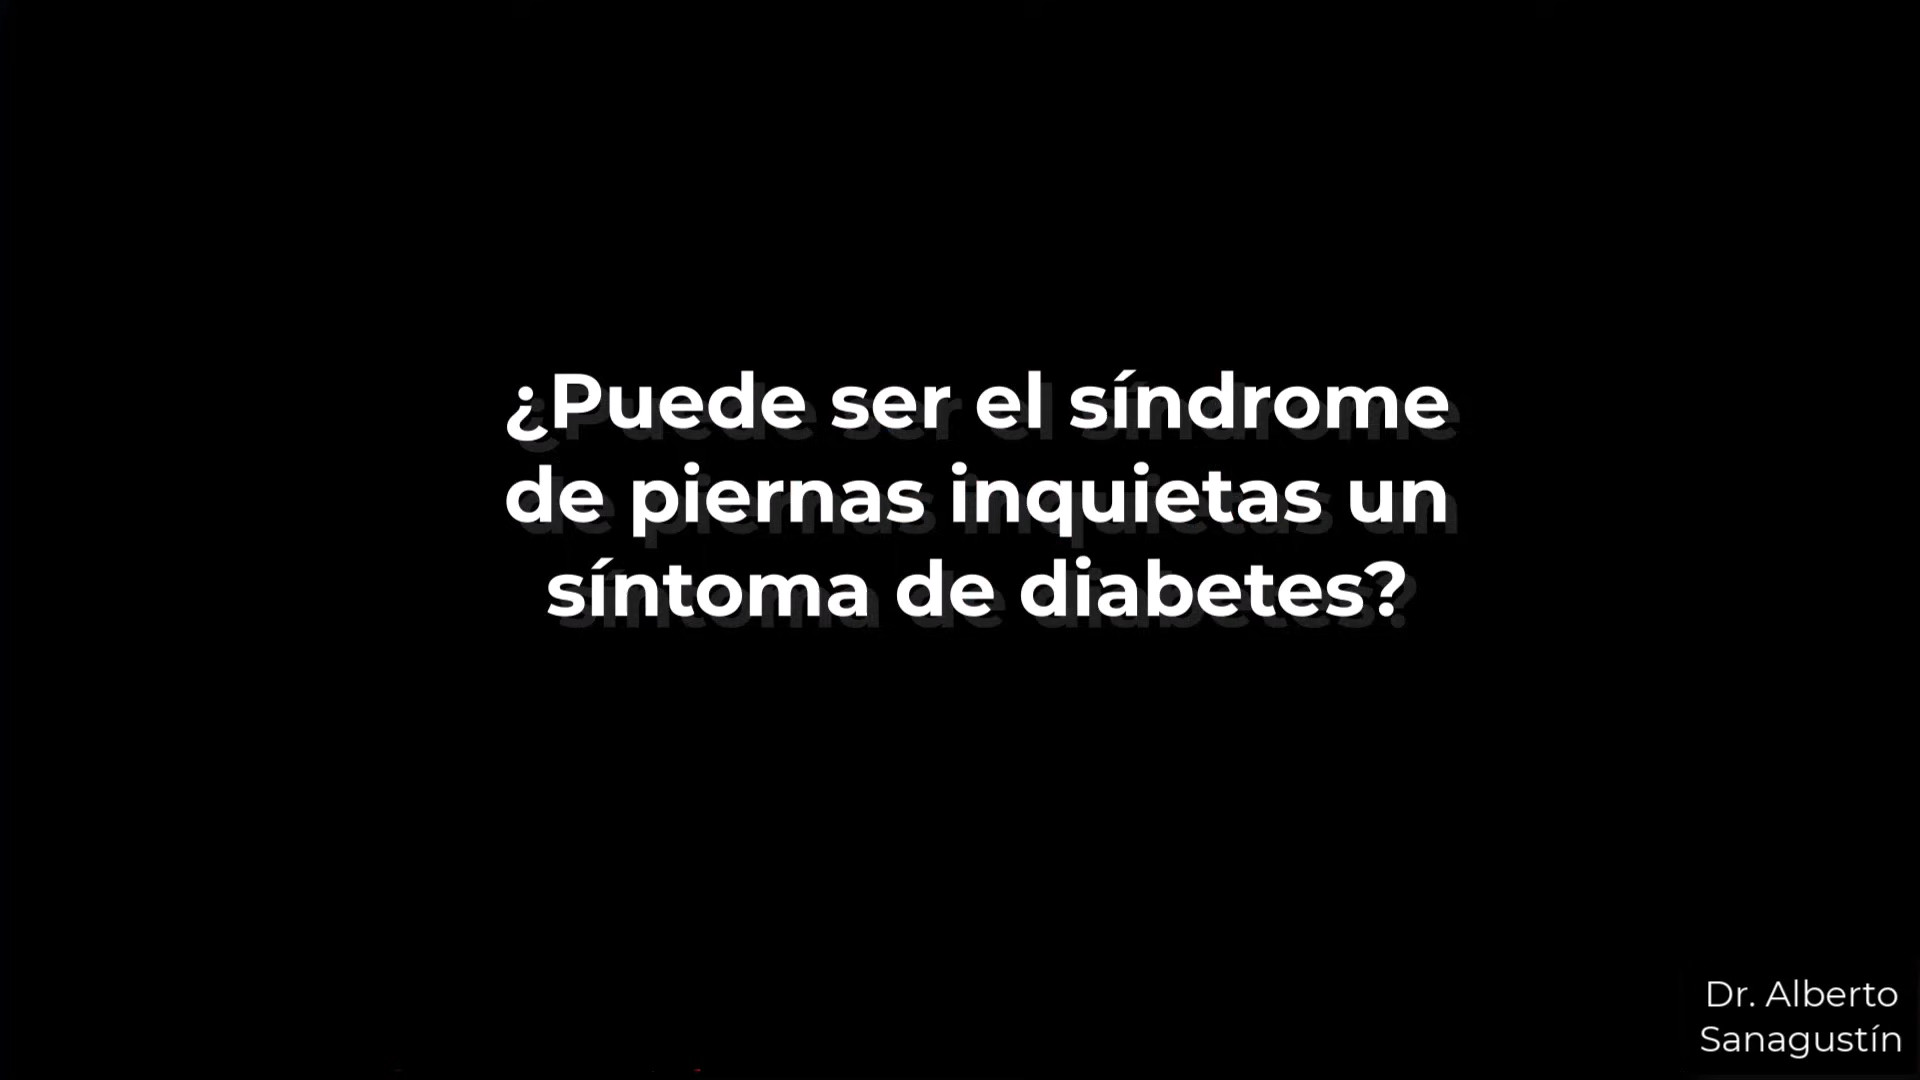 ¿Puede ser el síndrome
de piernas inquietas un
síntoma de diabetes?
Dr. Alberto
Sanagustín